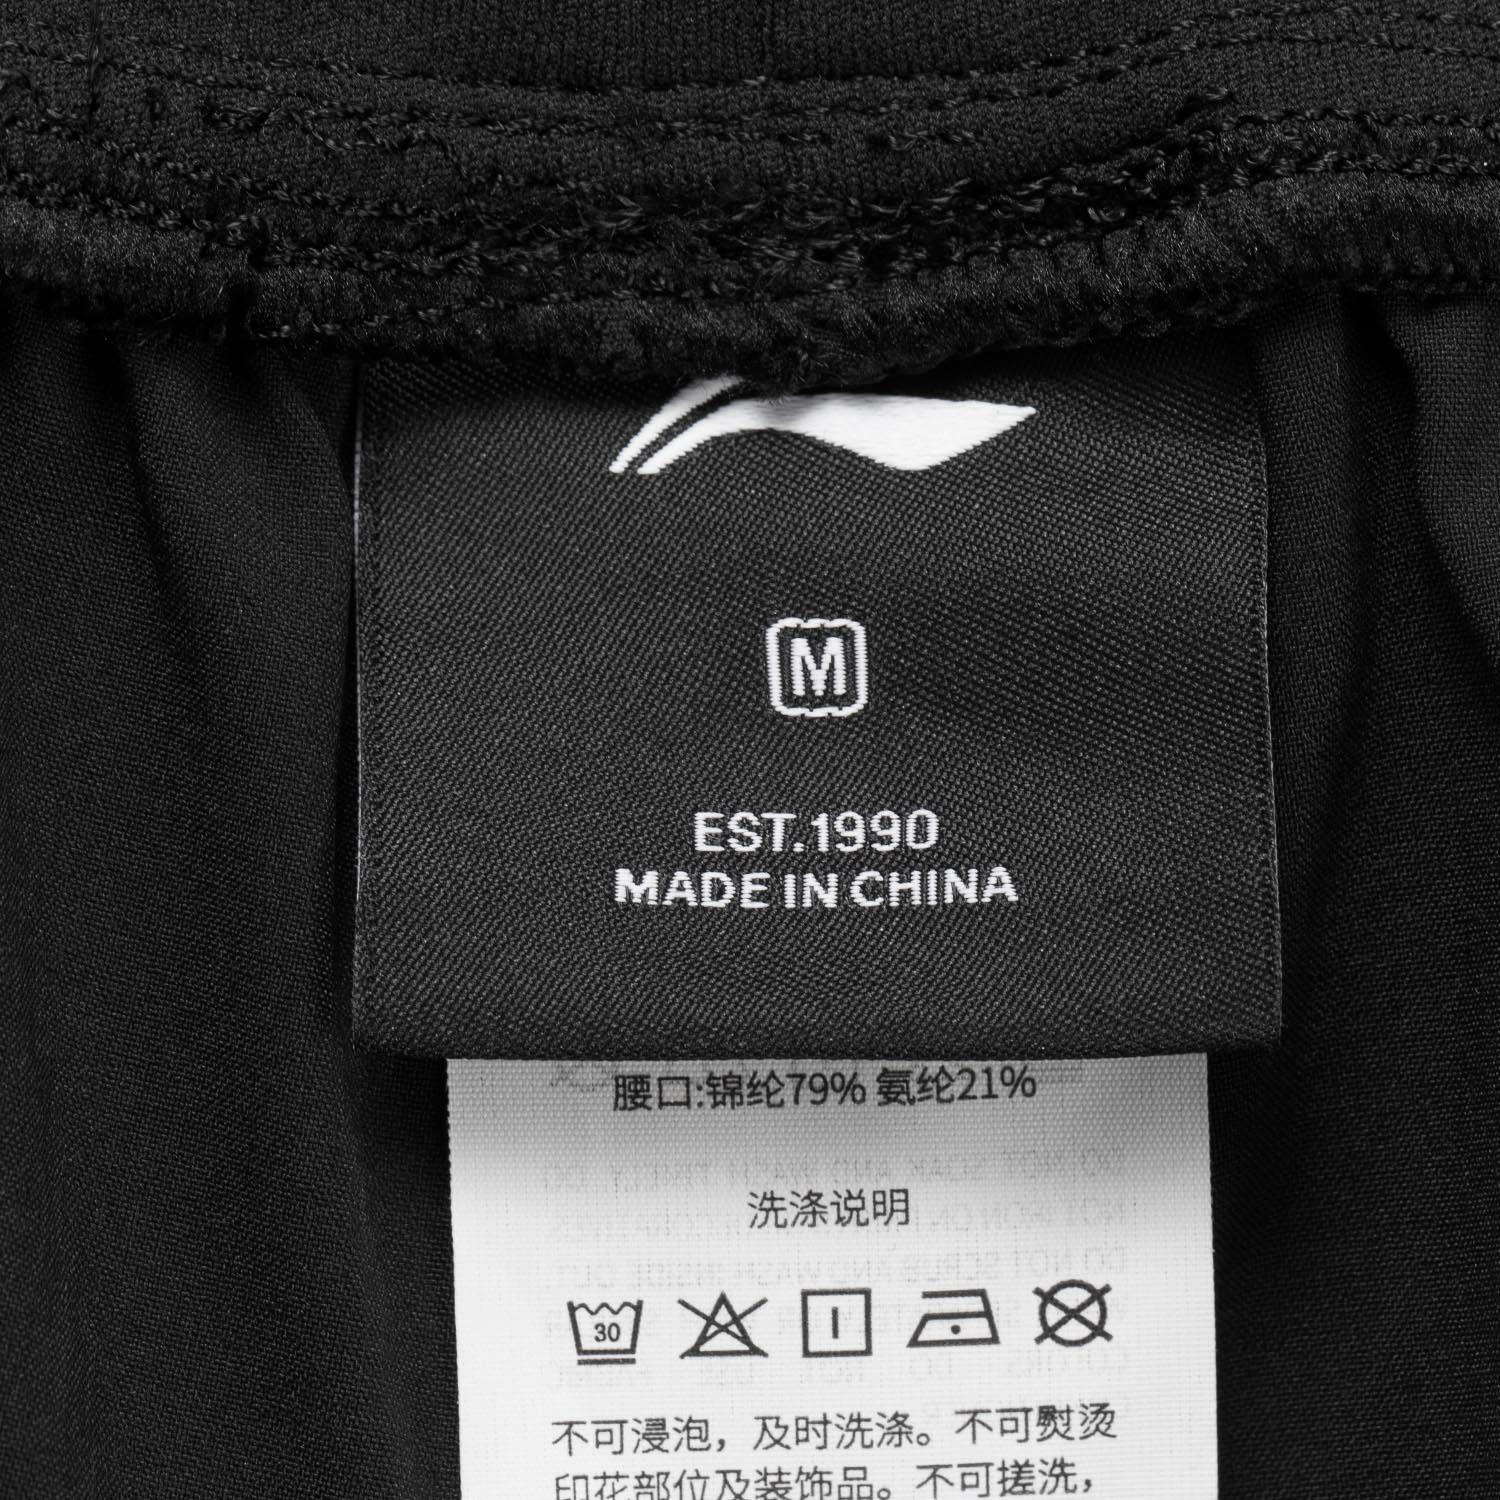 M
EST.1990
MADE IN CHINA
腰口:锦纶79% 氨纶21%
洗涤说明
30
不可浸泡，及时洗涤。不可熨烫
印花部位及装饰品。不可搓洗，